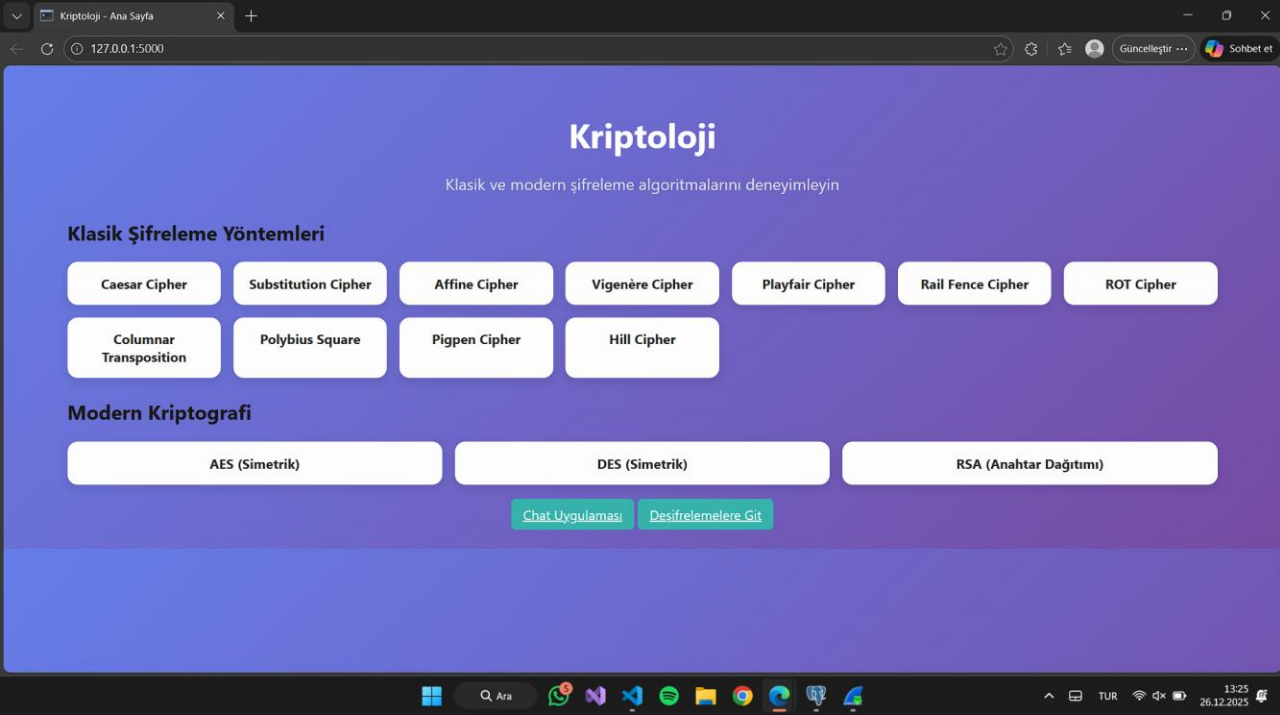 Kriptoloji - Ana Sayfa
127.0.0.1:5000
Güncelleştir
Sohbet et
Kriptoloji
Klasik ve modern şifreleme algoritmalarını deneyimleyin
Klasik Şifreleme Yöntemleri
Caesar Cipher
Substitution Cipher
Affine Cipher
Vigenère Cipher
Playfair Cipher
Rail Fence Cipher
ROT Cipher
Columnar
Transposition
Polybius Square
Pigpen Cipher
Hill Cipher
Modern Kriptografi
AES (Simetrik)
DES (Simetrik)
RSA (Anahtar Dağıtımı)
Chat Uygulaması
Deşifrelemelere Git
Ara
5
TUR
13:25
26.12.2025